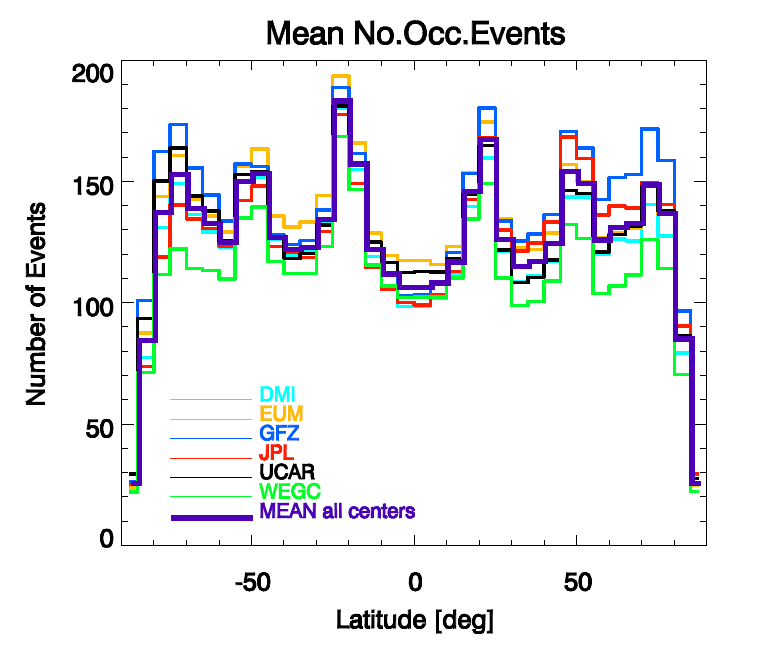 Mean No.Occ.Events
200
150
100
50
0
Number of Events
DMI
EUM
GFZ
JPL
UCAR
WEGC
MEAN all centers
-50 0 50
Latitude [deg]